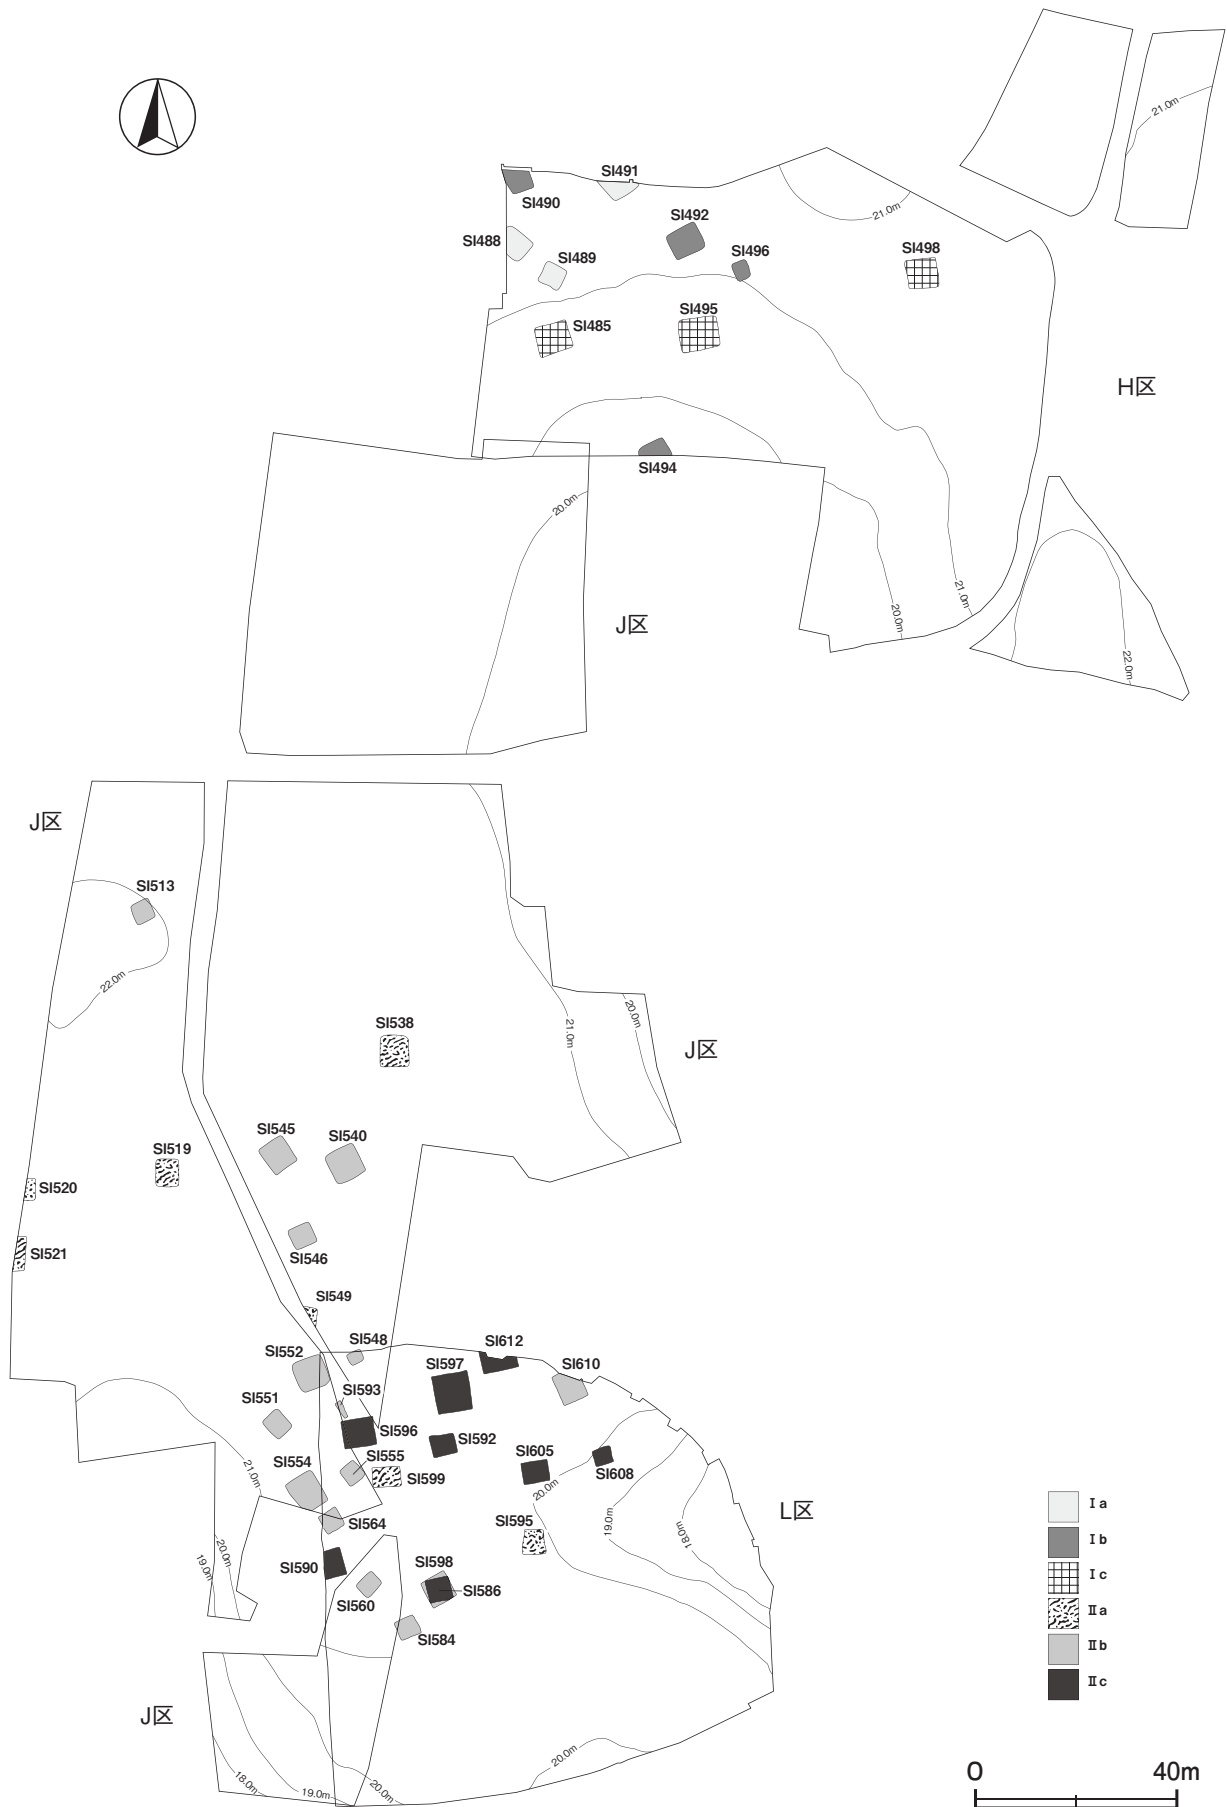 21.0m
SI491
SI490
SI492
21.0m
SI488
SI496
SI498
SI489
SI495
SI485
H区
SI494
20.0m
21.0m
20.0m
J区
22.0m
J区
SI513
22.0m
20.0m
SI538
21.0m
J区
SI545
SI540
SI519
SI520
SI546
SI521
SI549
SI548
SI612
SI552
SI597
SI610
SI593
SI551
SI596
SI592
SI555
SI605
SI554
SI608
21.0m
SI599
20.0m
L区
Ⅰa
SI595
19.0m
18.0m
SI564
Ⅰb
20.0m
19.0m
SI590
SI598
Ⅰc
SI586
SI560
Ⅱa
SI584
Ⅱb
Ⅱc
J区
20.0m
18.0m
19.0m
20.0m
0 40m